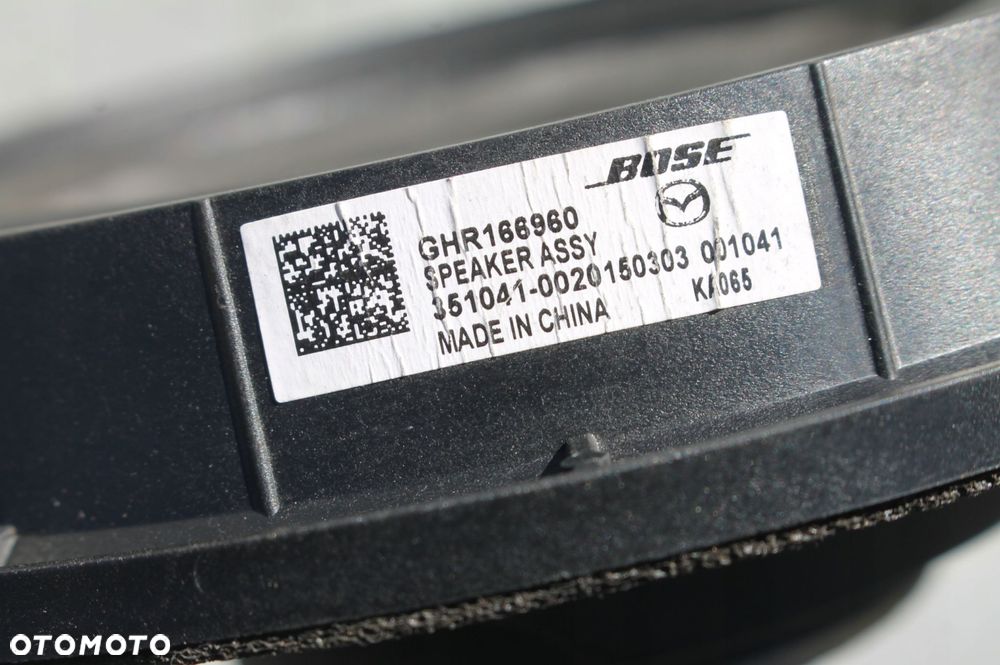 BOSE
GHR166960
SPEAKER ASSY
351041-0020150303 001041
KA065
MADE IN CHINA
OTOMOTO